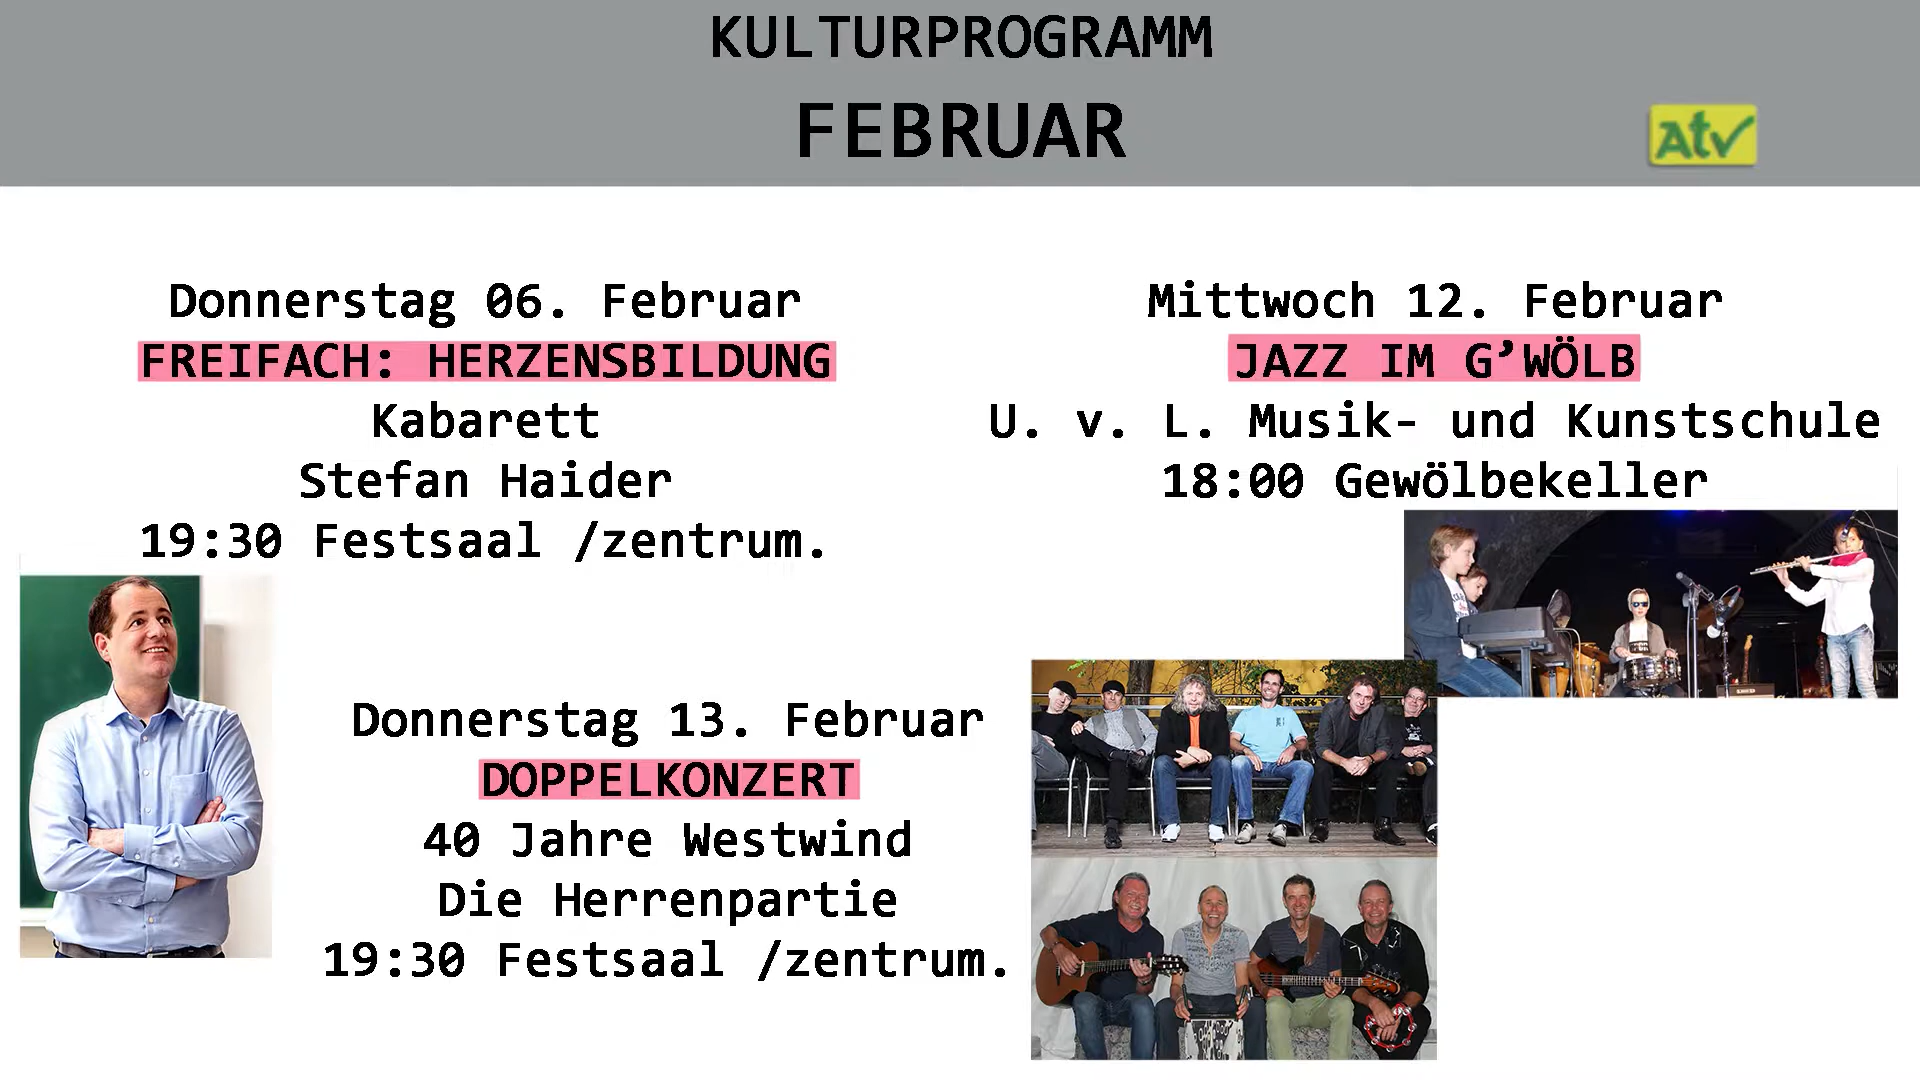 KULTURPROGRAMM
FEBRUAR
Atv
Donnerstag 06. Februar
FREIFACH: HERZENSBILDUNG
Kabarett
Stefan Haider
19:30 Festsaal /zentrum.
Mittwoch 12. Februar
JAZZ IM G’WÖLB
U. v. L. Musik- und Kunstschule
18:00 Gewölbekeller
Donnerstag 13. Februar
DOPPELKONZERT
40 Jahre Westwind
Die Herrenpartie
19:30 Festsaal /zentrum.